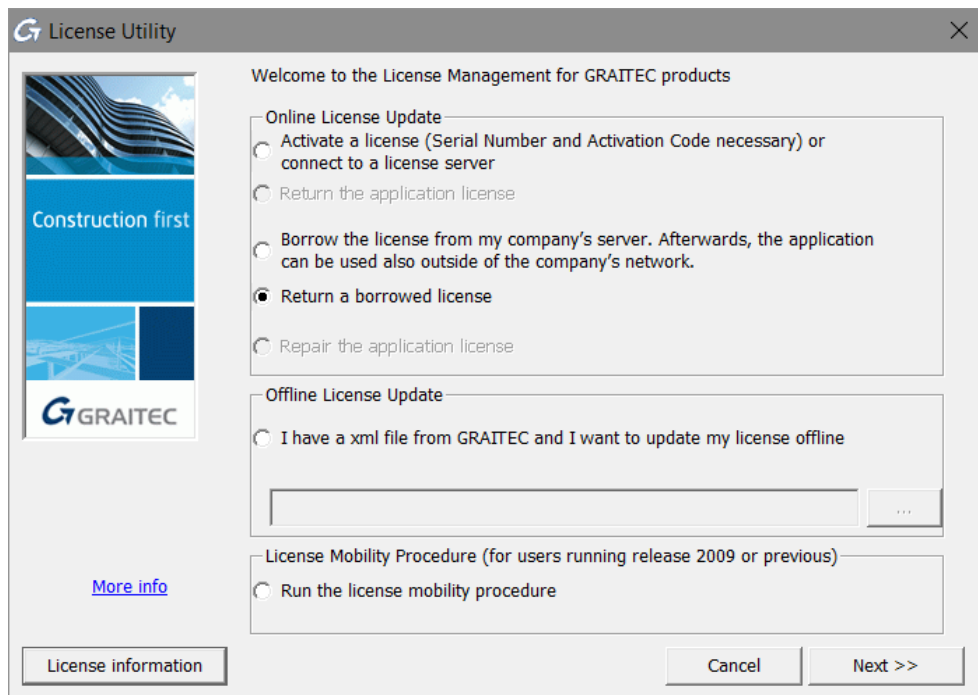 License Utility
Welcome to the License Management for GRAITEC products
Online License Update
Activate a license (Serial Number and Activation Code necessary) or
connect to a license server
Return the application license
Construction first
Borrow the license from my company's server. Afterwards, the application
can be used also outside of the company's network.
Return a borrowed license
Repair the application license
GRAITEC
Offline License Update
I have a xml file from GRAITEC and I want to update my license offline
...
License Mobility Procedure (for users running release 2009 or previous)
More info
Run the license mobility procedure
License information
Cancel
Next >>